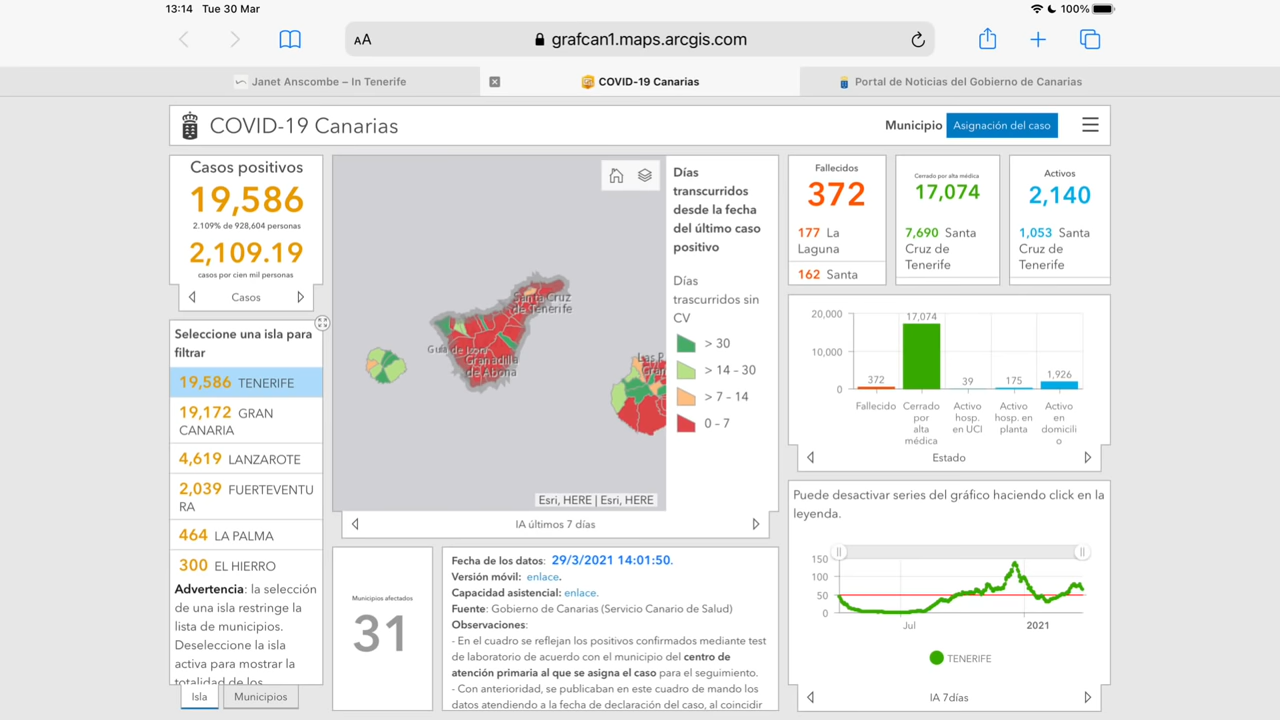 13:14 Tue 30 Mar
100%
AA
grafcan1.maps.arcgis.com
Janet Anscombe – In Tenerife
COVID-19 Canarias
Portal de Noticias del Gobierno de Canarias
COVID-19 Canarias
Municipio
Asignación del caso
Casos positivos
19,586
2.109% de 928,604 personas
2,109.19
casos por cien mil personas
Casos
Seleccione una isla para
filtrar
19,586 TENERIFE
19,172 GRAN
CANARIA
4,619 LANZAROTE
2,039 FUERTEVENTU
RA
464 LA PALMA
300 EL HIERRO
Advertencia: la selección
de una isla restringe la
lista de municipios.
Deseleccione la isla
activa para mostrar la
totalidad de los
Isla
Municipios
Santa Cruz
de Tenerife
Guía de Isora
Granadilla
de Abona
Las P
Gran
Esri, HERE | Esri, HERE
Días
transcurridos
desde la fecha
del último caso
positivo
Días
trascurridos sin
CV
> 30
> 14 – 30
> 7 – 14
0 – 7
IA últimos 7 días
Municipios afectados
31
Fecha de los datos: 29/3/2021 14:01:50.
Versión móvil: enlace.
Capacidad asistencial: enlace.
Fuente: Gobierno de Canarias (Servicio Canario de Salud)
Observaciones:
- En el cuadro se reflejan los positivos confirmados mediante test
de laboratorio de acuerdo con el municipio del centro de
atención primaria al que se asigna el caso para el seguimiento.
- Con anterioridad, se publicaban en este cuadro de mando los
datos atendiendo a la fecha de declaración del caso, al coincidir
Fallecidos
372
177 La
Laguna
162 Santa
Cerrado por alta médica
17,074
7,690 Santa
Cruz de
Tenerife
Activos
2,140
1,053 Santa
Cruz de
Tenerife
20,000
10,000
0
372
17,074
39
175
1,926
Fallecido
Cerrado
por
alta
médica
Activo
hosp.
en UCI
Activo
hosp. en
planta
Activo
en
domicili
o
Estado
Puede desactivar series del gráfico haciendo click en la
leyenda.
150
100
50
0
Jul
2021
TENERIFE
IA 7días